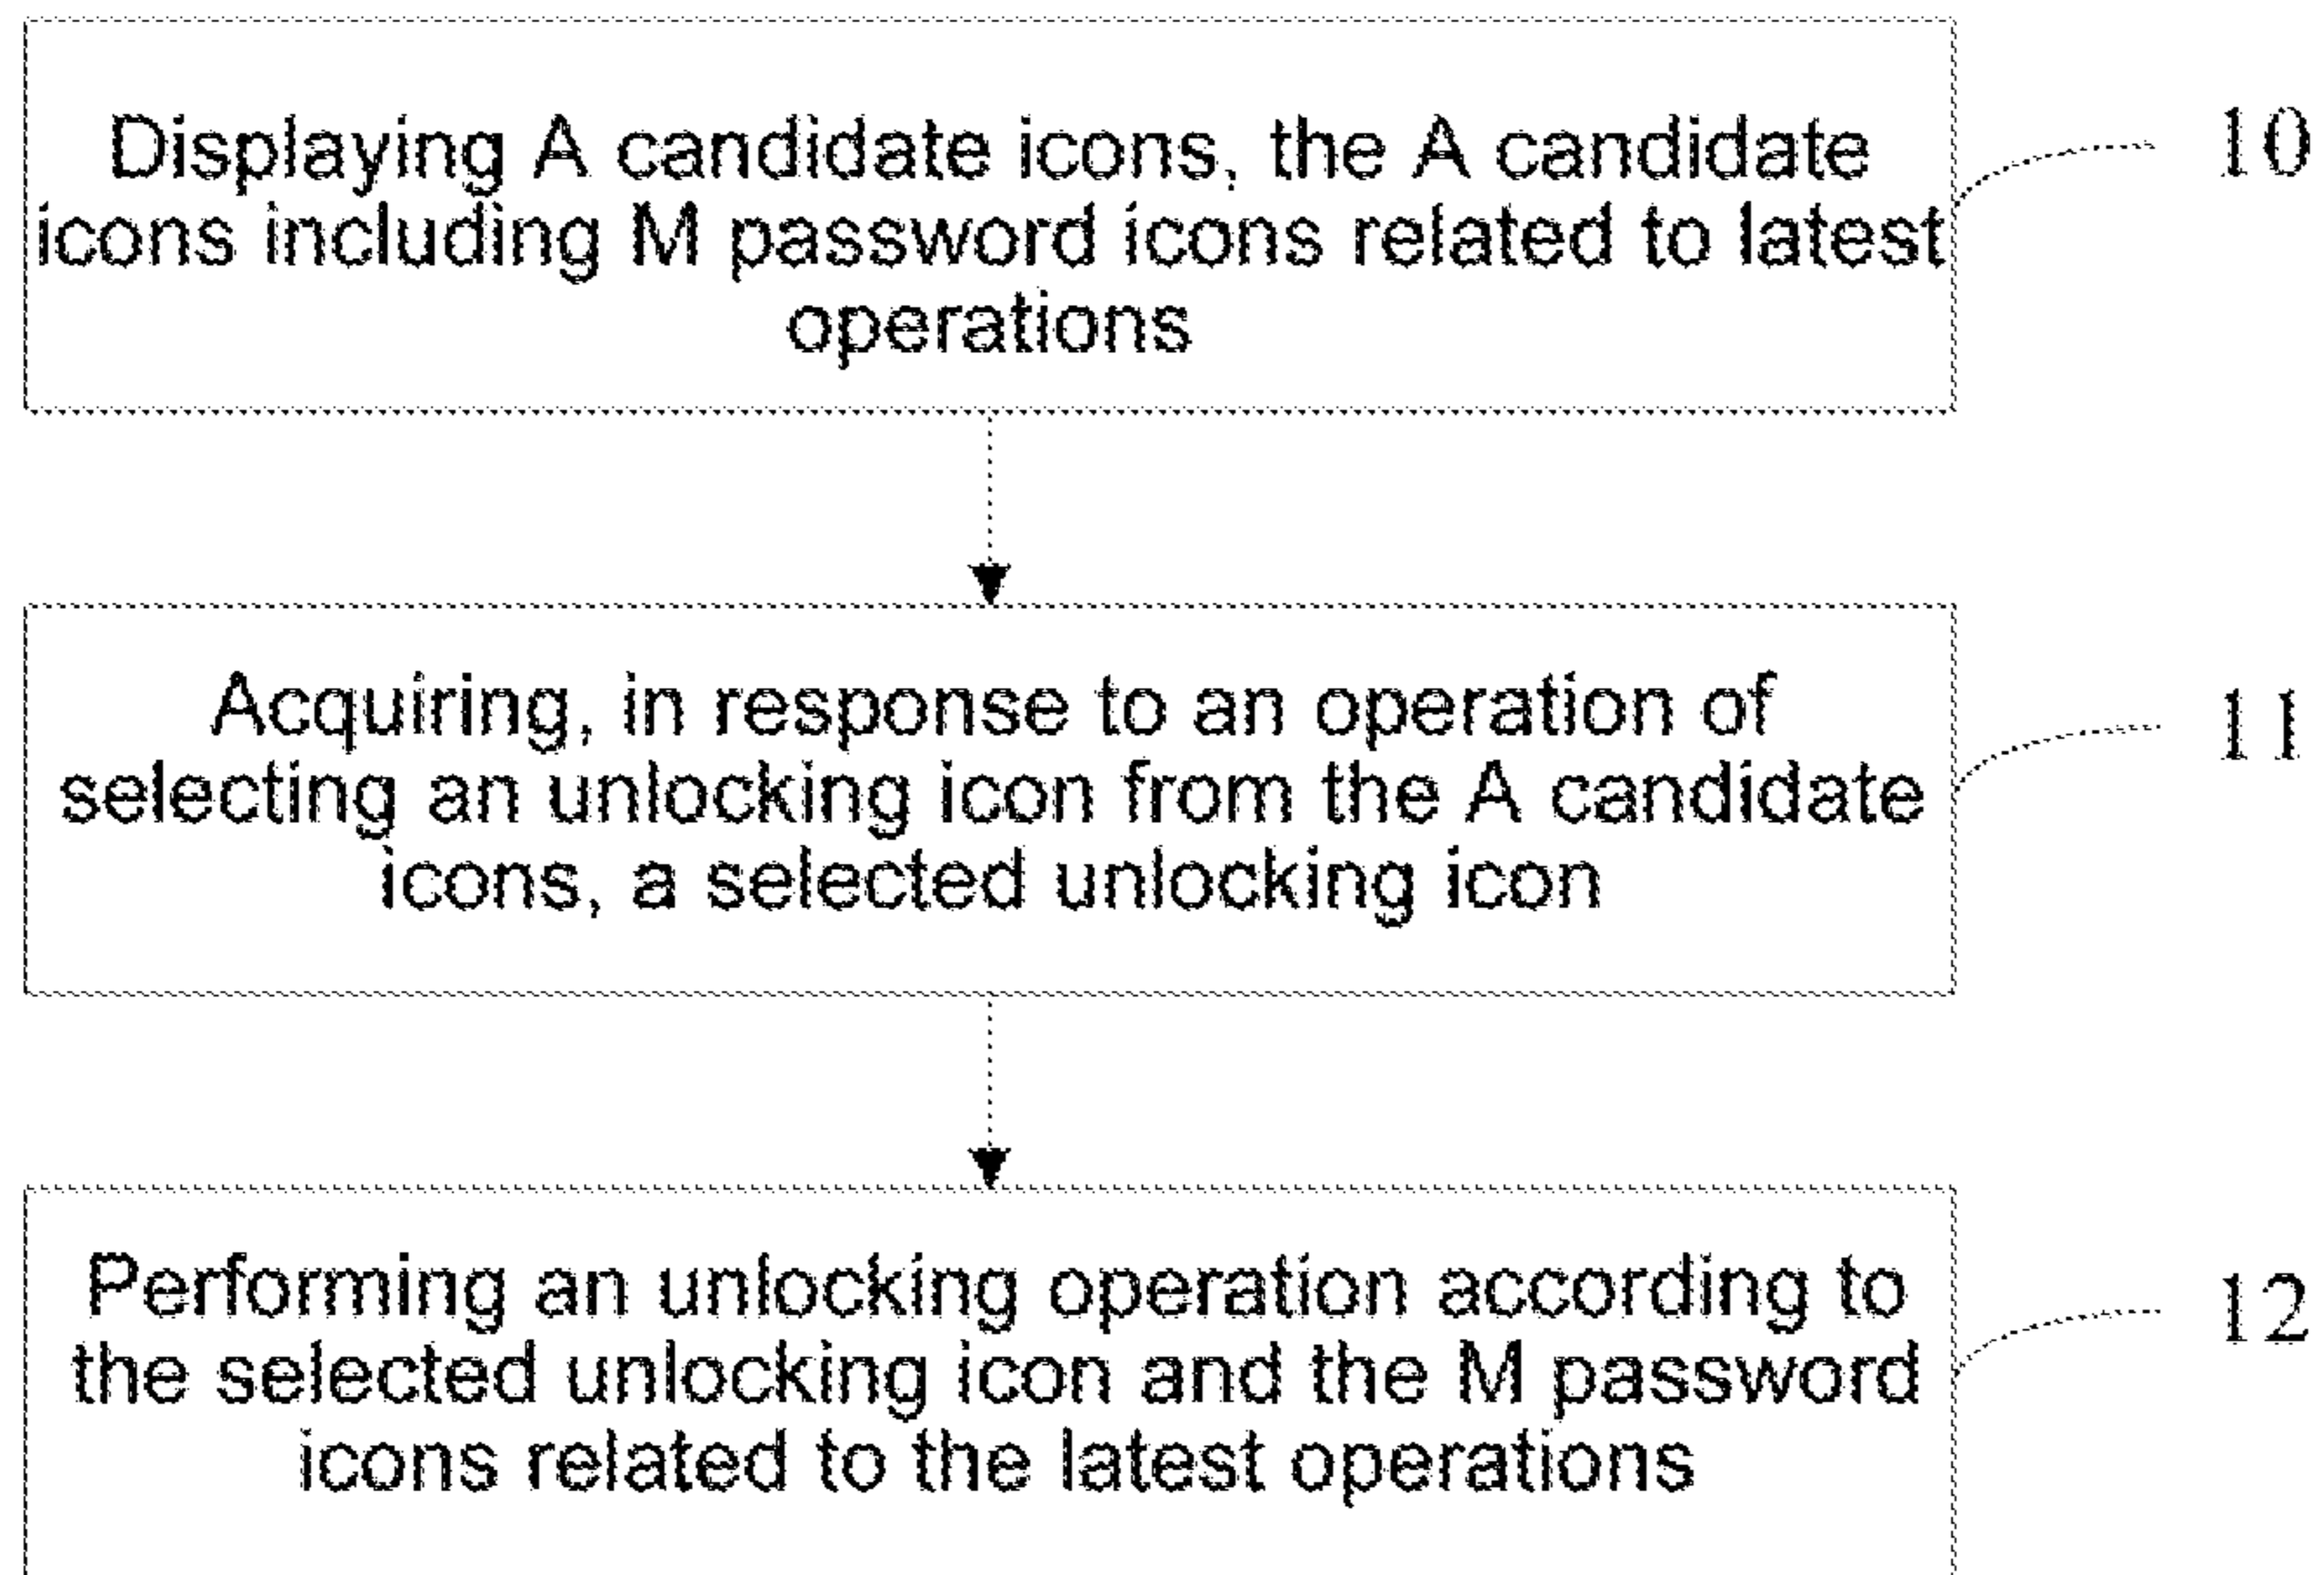 Displaying A candidate icons, the A candidate
icons including M password icons related to latest
operations
10
Acquiring, in response to an operation of
selecting an unlocking icon from the A candidate
icons, a selected unlocking icon
11
Performing an unlocking operation according to
the selected unlocking icon and the M password
icons related to the latest operations
12